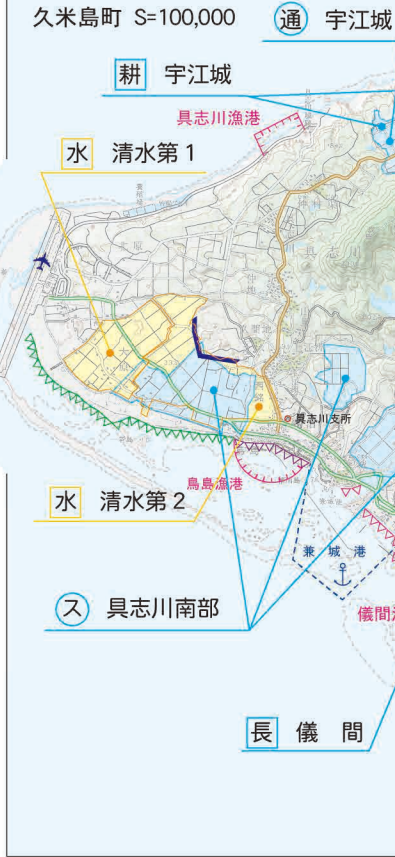 久米島町 S=100,000
通 宇江城
耕 宇江城
具志川漁港
水 清水第1
具志川支所
鳥島漁港
水 清水第2
兼城港
ス 具志川南部
儀間
長 儀間